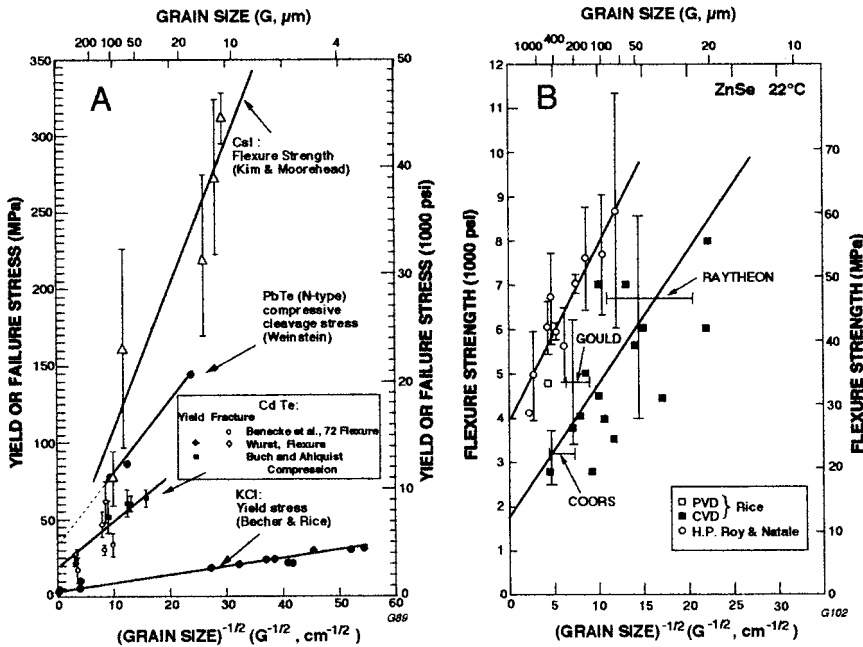 GRAIN SIZE (G, μm)
200 100 50 20 10 4
A
YIELD OR FAILURE STRESS (MPa)
350
300
250
200
150
100
50
0
50
40
30
20
10
0
YIELD OR FAILURE STRESS (1000 psi)
CsI :
Flexure Strength
(Kim & Moorehead)
PbTe (N-type)
compressive
cleavage stress
(Weinstein)
Cd Te:
Yield Fracture
Benecke et al., 72 Flexure
Wurst, Flexure
Buch and Ahlquist
Compression
KCl:
Yield stress
(Becher & Rice)
0 10 20 30 40 50 60
G89
(GRAIN SIZE)-1/2 (G-1/2, cm-1/2)
GRAIN SIZE (G, μm)
1000 400 200 100 50 20 10
B
ZnSe 22°C
FLEXURE STRENGTH (1000 psi)
12
11
10
9
8
7
6
5
4
3
2
1
0
70
60
50
40
30
20
10
0
FLEXURE STRENGTH (MPa)
RAYTHEON
GOULD
COORS
PVD } Rice
CVD
H.P. Roy & Natale
0 5 10 15 20 25 30 35
G102
(GRAIN SIZE)-1/2 (G-1/2, cm-1/2)